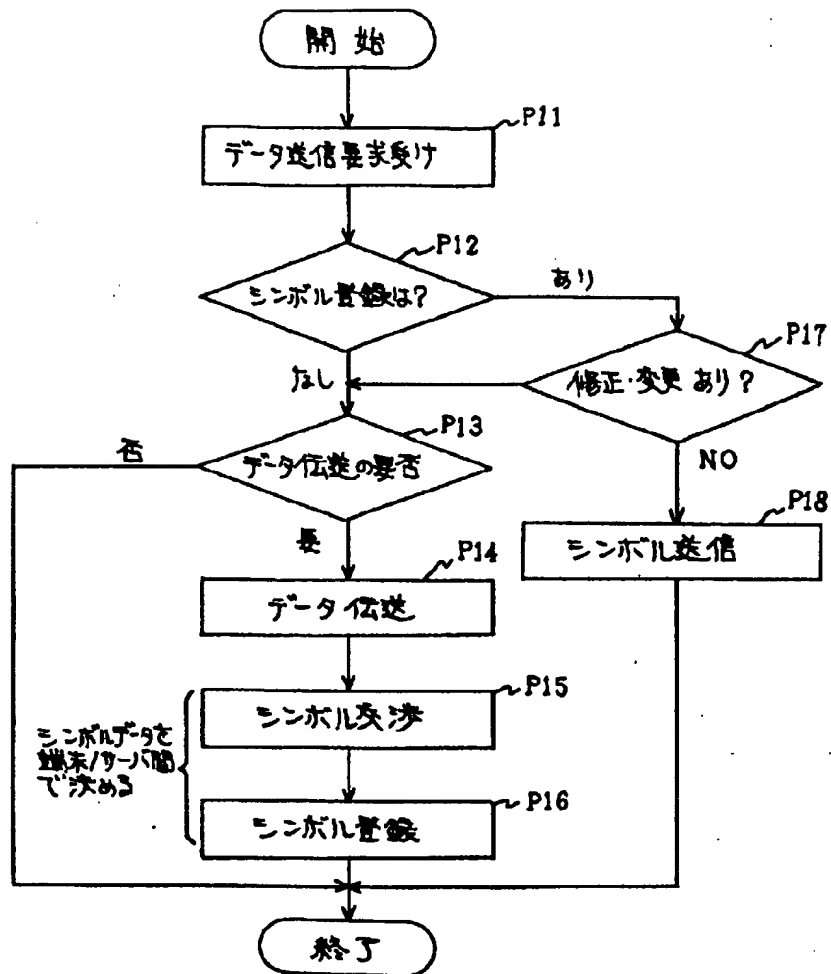 開始
P11
データ送信要求受け
P12
シンボル登録は?
あり
P17
なし
修正・変更あり?
P13
否
データ伝送の要否
NO
要
P18
シンボル送信
P14
データ伝送
P15
シンボル交渉
シンボルデータを
端末/サーバ間
で決める
P16
シンボル登録
終了